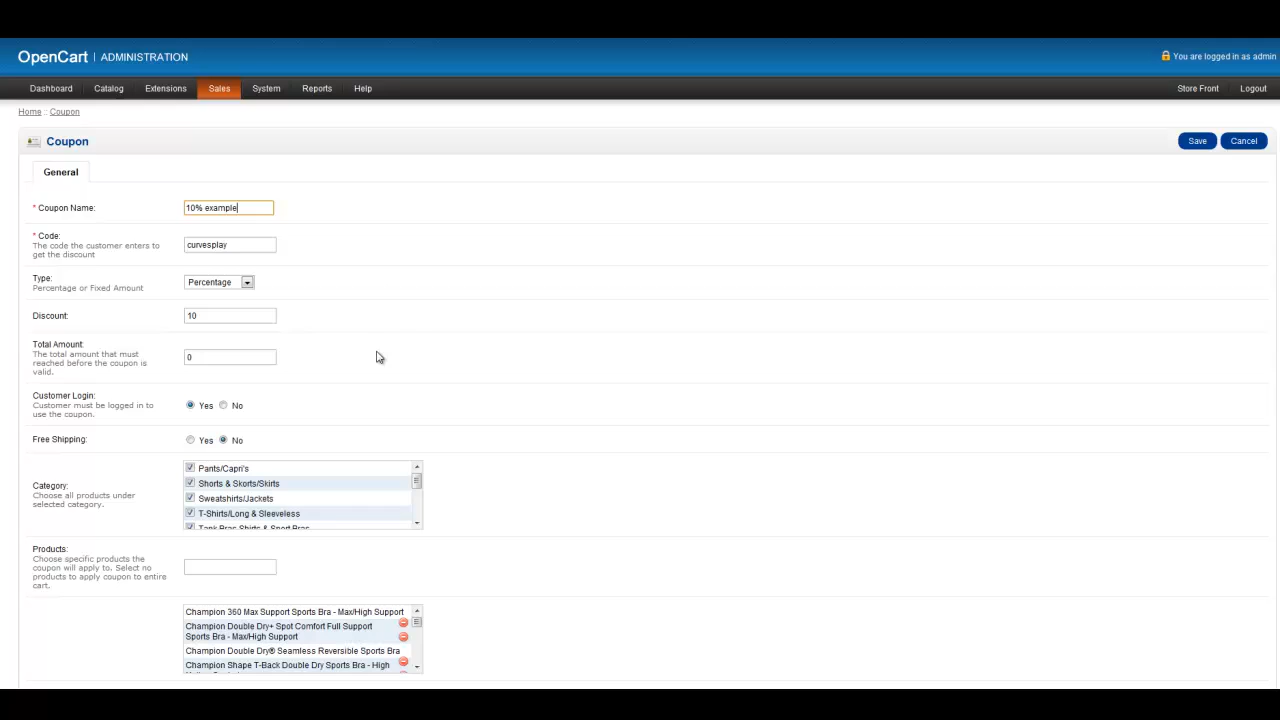 OpenCart | ADMINISTRATION
You are logged in as admin
Dashboard Catalog Extensions Sales System Reports Help Store Front Logout
Home :: Coupon
Coupon
Save Cancel
General
* Coupon Name: 10% example
* Code:
The code the customer enters to
get the discount
curvesplay
Type:
Percentage or Fixed Amount
Percentage
Discount: 10
Total Amount:
The total amount that must
reached before the coupon is
valid.
0
Customer Login:
Customer must be logged in to
use the coupon.
Yes No
Free Shipping: Yes No
Category:
Choose all products under
selected category.
Pants/Capri's
Shorts & Skorts/Skirts
Sweatshirts/Jackets
T-Shirts/Long & Sleeveless
Tank Bras Shirts & Sport Bras
Products:
Choose specific products the
coupon will apply to. Select no
products to apply coupon to entire
cart.
Champion 360 Max Support Sports Bra - Max/High Support
Champion Double Dry+ Spot Comfort Full Support
Sports Bra - Max/High Support
Champion Double Dry® Seamless Reversible Sports Bra
Champion Shape T-Back Double Dry Sports Bra - High